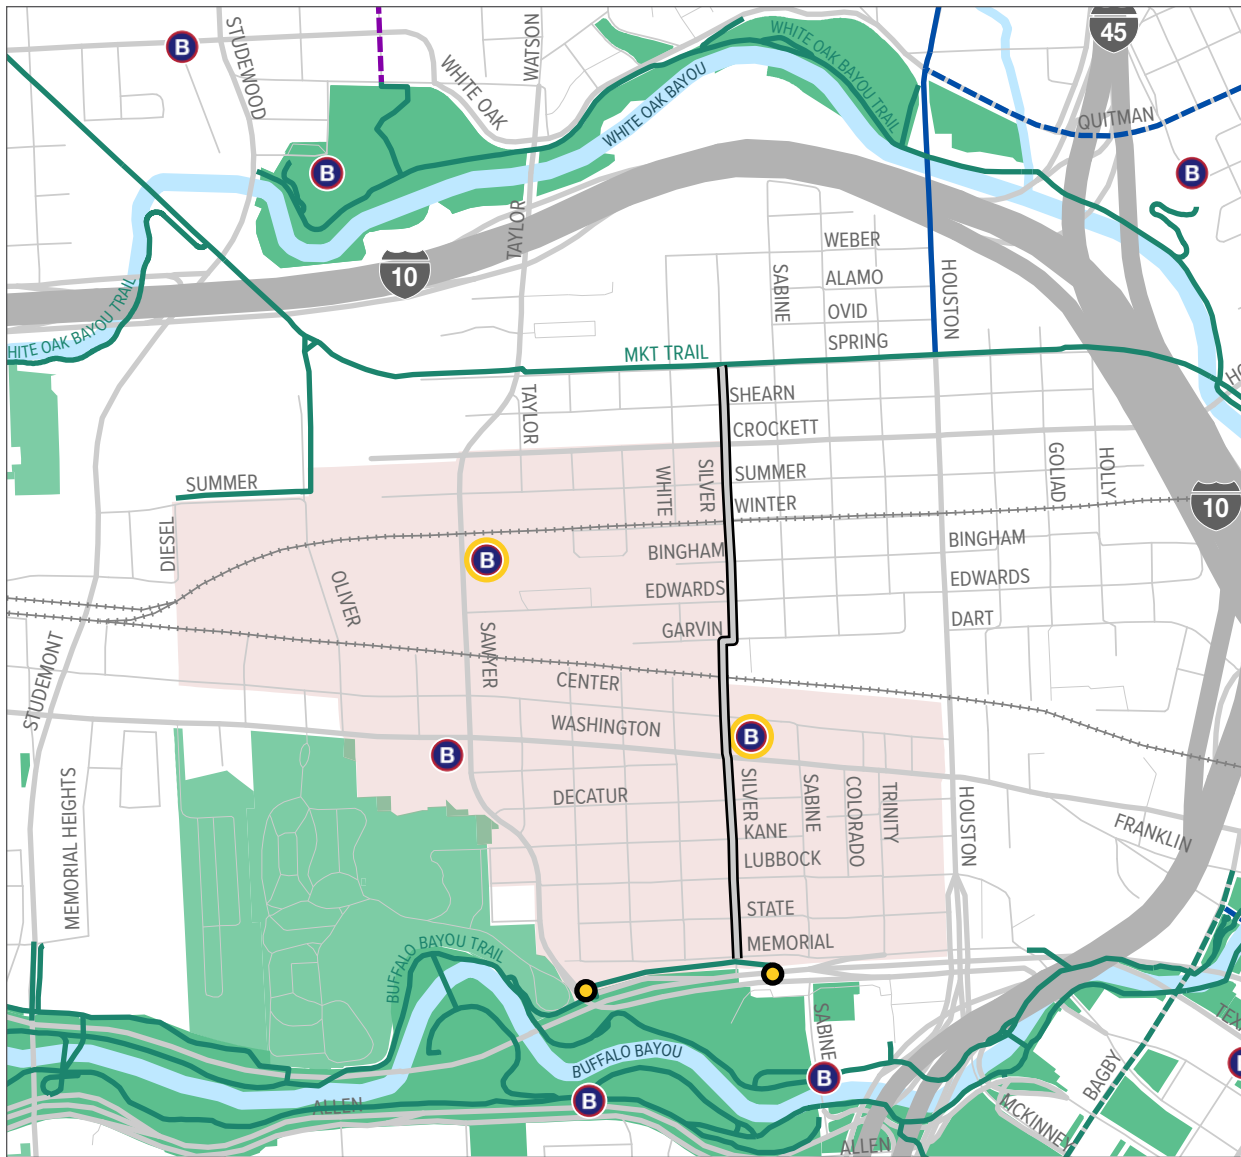 B
STUDEWOOD
WATSON
WHITE OAK
WHITE OAK BAYOU TRAIL
45
WHITE OAK BAYOU
QUITMAN
B
B
TAYLOR
WEBER
10
SABINE
ALAMO
HOUSTON
OVID
HITE OAK BAYOU TRAIL
SPRING
MKT TRAIL
HO
TAYLOR
SHEARN
CROCKETT
SUMMER
WHITE
SILVER
SUMMER
GOLIAD
HOLLY
WINTER
10
DIESEL
B
BINGHAM
BINGHAM
OLIVER
EDWARDS
EDWARDS
GARVIN
DART
STUDEMONT
SAWYER
CENTER
WASHINGTON
B
B
MEMORIAL HEIGHTS
DECATUR
SILVER
SABINE
COLORADO
TRINITY
HOUSTON
KANE
FRANKLIN
LUBBOCK
STATE
BUFFALO BAYOU TRAIL
MEMORIAL
SABINE
TEX
BUFFALO BAYOU
B
BAGBY
ALLEN
B
MCKINNEY
ALLEN